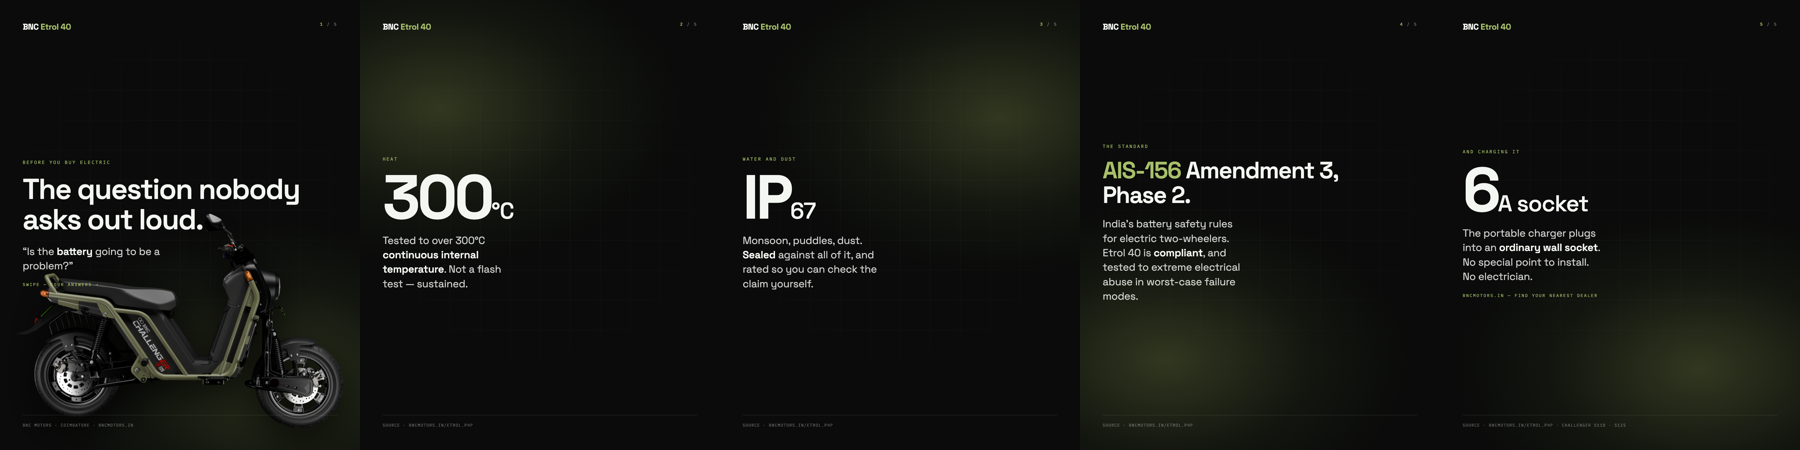 BNC Etrol 40
1 / 5
BEFORE YOU BUY ELECTRIC
The question nobody
asks out loud.
“Is the battery going to be a
problem?”
SWIPE — YOUR ANSWERS
CHALLENGER
BNC MOTORS · COIMBATORE · BNCMOTORS.IN
BNC Etrol 40
2 / 5
HEAT
300°C
Tested to over 300°C
continuous internal
temperature. Not a flash
test — sustained.
SOURCE · BNCMOTORS.IN/ETROL.PHP
BNC Etrol 40
3 / 5
WATER AND DUST
IP67
Monsoon, puddles, dust.
Sealed against all of it, and
rated so you can check the
claim yourself.
SOURCE · BNCMOTORS.IN/ETROL.PHP
BNC Etrol 40
4 / 5
THE STANDARD
AIS-156 Amendment 3,
Phase 2.
India’s battery safety rules
for electric two-wheelers.
Etrol 40 is compliant, and
tested to extreme electrical
abuse in worst-case failure
modes.
SOURCE · BNCMOTORS.IN/ETROL.PHP
BNC Etrol 40
5 / 5
AND CHARGING IT
6A socket
The portable charger plugs
into an ordinary wall socket.
No special point to install.
No electrician.
BNCMOTORS.IN — FIND YOUR NEAREST DEALER
SOURCE · BNCMOTORS.IN/ETROL.PHP · CHALLENGER